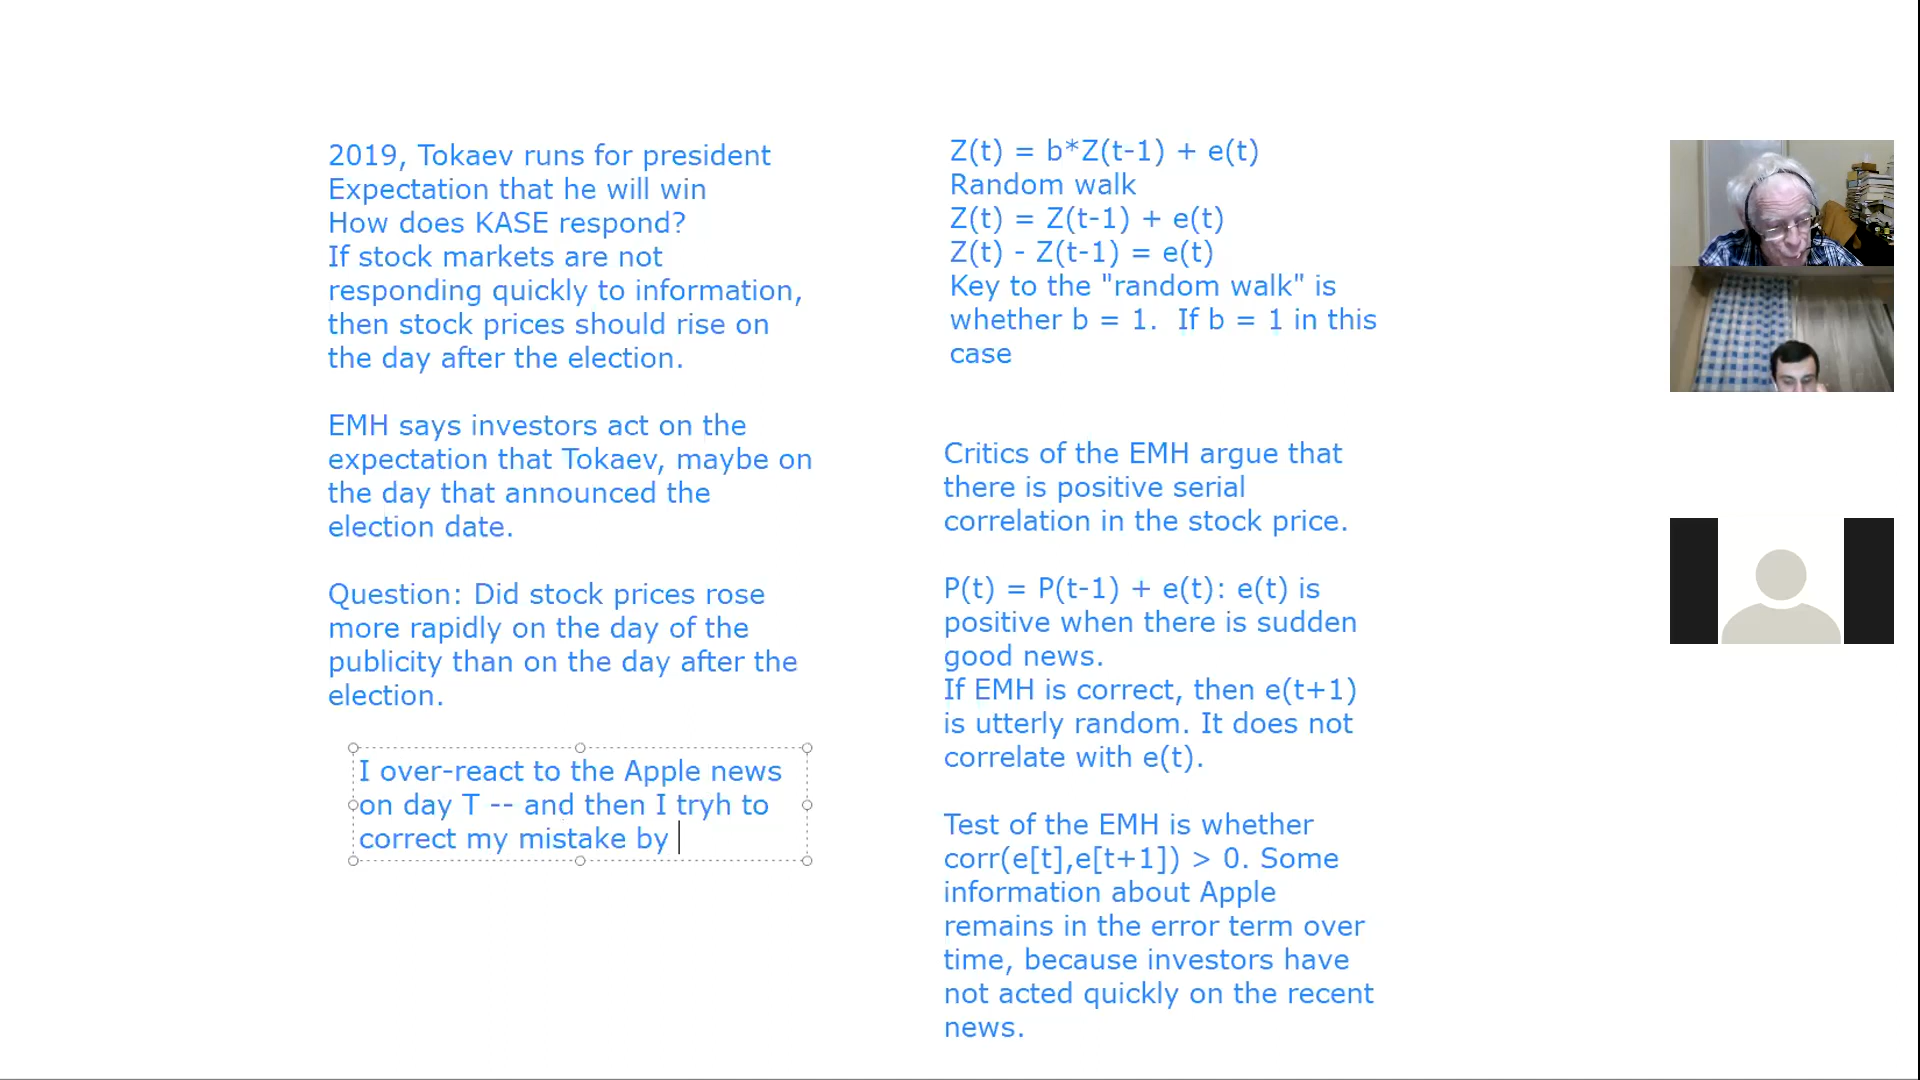 2019, Tokaev runs for president
Expectation that he will win
How does KASE respond?
If stock markets are not
responding quickly to information,
then stock prices should rise on
the day after the election.
EMH says investors act on the
expectation that Tokaev, maybe on
the day that announced the
election date.
Question: Did stock prices rose
more rapidly on the day of the
publicity than on the day after the
election.
I over-react to the Apple news
on day T -- and then I tryh to
correct my mistake by
Z(t) = b*Z(t-1) + e(t)
Random walk
Z(t) = Z(t-1) + e(t)
Z(t) - Z(t-1) = e(t)
Key to the "random walk" is
whether b = 1.  If b = 1 in this
case
Critics of the EMH argue that
there is positive serial
correlation in the stock price.
P(t) = P(t-1) + e(t): e(t) is
positive when there is sudden
good news.
If EMH is correct, then e(t+1)
is utterly random. It does not
correlate with e(t).
Test of the EMH is whether
corr(e[t],e[t+1]) > 0. Some
information about Apple
remains in the error term over
time, because investors have
not acted quickly on the recent
news.